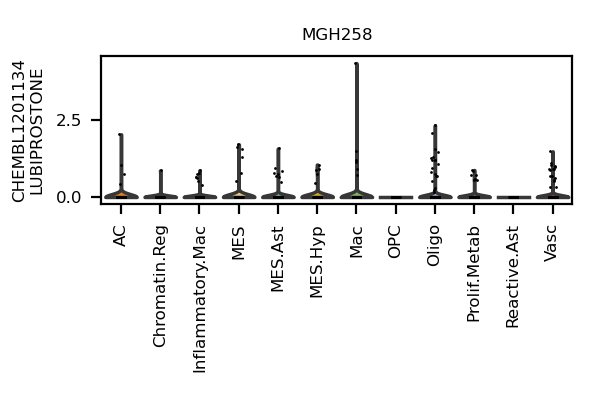 MGH258
CHEMBL1201134
LUBIPROSTONE
2.5
0.0
AC
Chromatin.Reg
Inflammatory.Mac
MES
MES.Ast
MES.Hyp
Mac
OPC
Oligo
Prolif.Metab
Reactive.Ast
Vasc